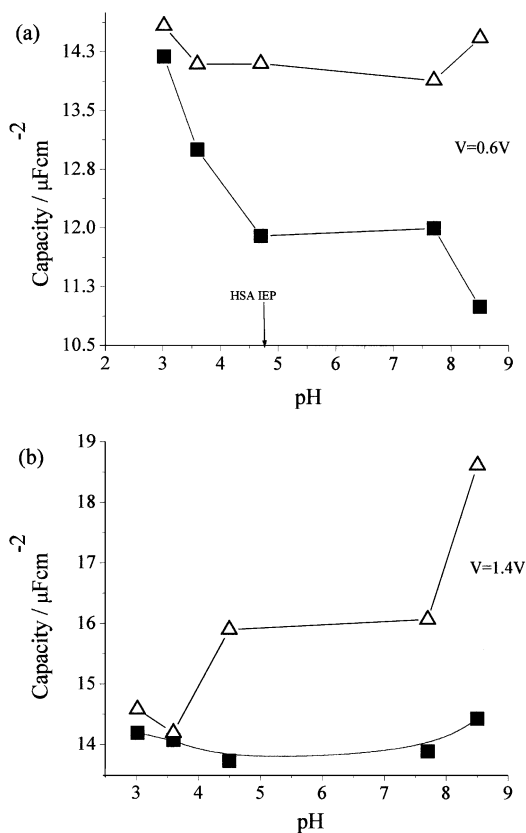 (a)
14.3
13.5
12.8
12.0
11.3
10.5
Capacity / μFcm-2
V=0.6V
HSA IEP
2 3 4 5 6 7 8 9
pH
(b)
19
18
17
16
15
14
Capacity / μFcm-2
V=1.4V
3 4 5 6 7 8 9
pH